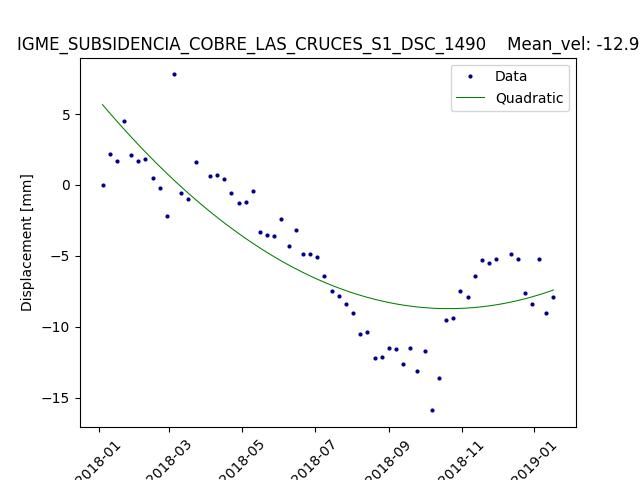 IGME_SUBSIDENCIA_COBRE_LAS_CRUCES_S1_DSC_1490    Mean_vel: -12.9
Data
Quadratic
Displacement [mm]
5
0
−5
−10
−15
2018-01 2018-03 2018-05 2018-07 2018-09 2018-11 2019-01